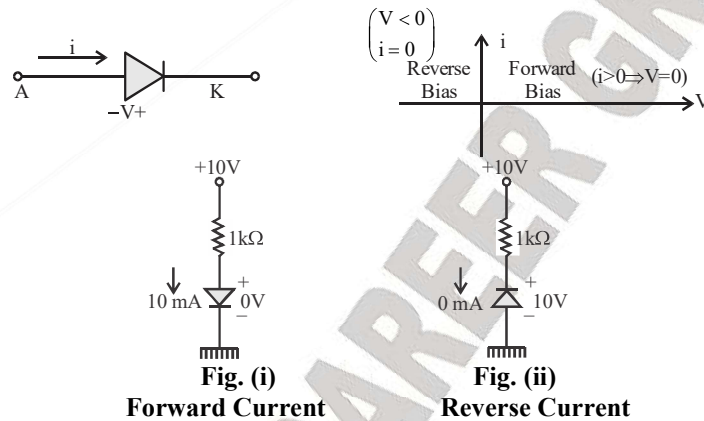 i
A
K
−V+
(V < 0
i = 0)
i
Reverse
Bias
Forward
Bias
(i>0⇒V=0)
V
+10V
1kΩ
10 mA
+
0V
−
Fig. (i)
Forward Current
+10V
1kΩ
0 mA
+
10V
−
Fig. (ii)
Reverse Current